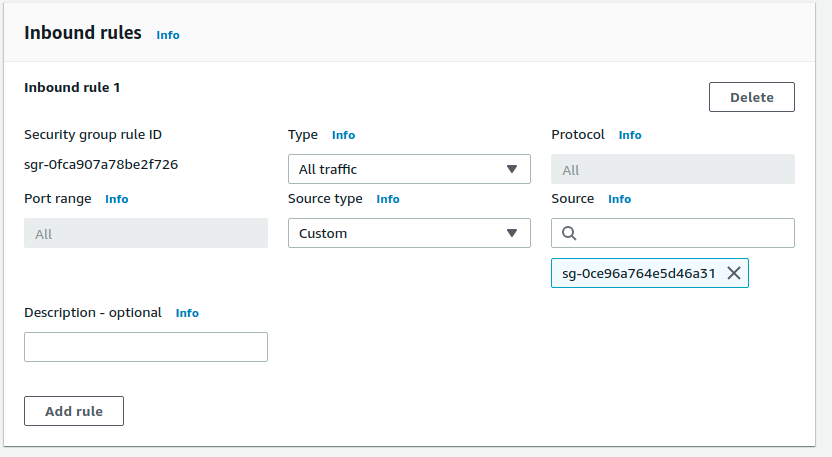 Inbound rules Info
Inbound rule 1
Delete
Security group rule ID
sgr-0fca907a78be2f726
Type Info
All traffic
Protocol Info
All
Port range Info
All
Source type Info
Custom
Source Info
sg-0ce96a764e5d46a31
Description - optional Info
Add rule